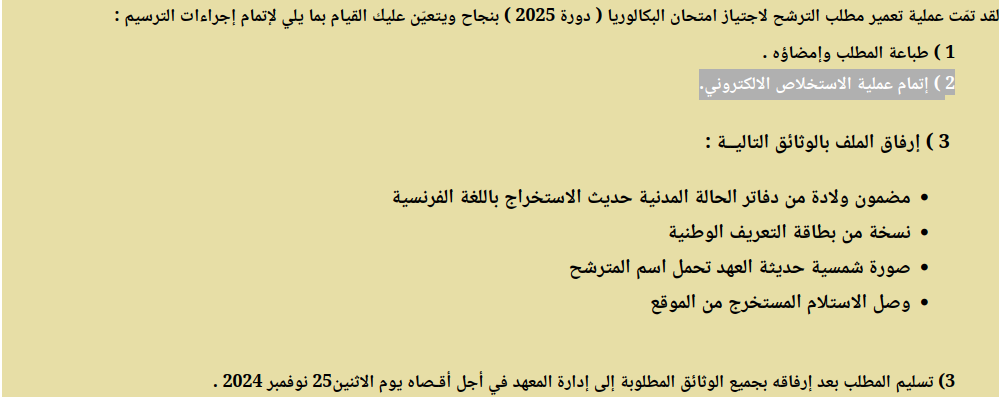 لقد تمّت عملية تعمير مطلب الترشح لاجتياز امتحان البكالوريا ( دورة 2025 ) بنجاح ويتعيّن عليك القيام بما يلي لإتمام إجراءات الترسيم :
1 ) طباعة المطلب وإمضاؤه .
2 ) إتمام عملية الاستخلاص الالكتروني.
3 ) إرفاق الملف بالوثائق التاليــة :
• مضمون ولادة من دفاتر الحالة المدنية حديث الاستخراج باللغة الفرنسية
• نسخة من بطاقة التعريف الوطنية
• صورة شمسية حديثة العهد تحمل اسم المترشح
• وصل الاستلام المستخرج من الموقع
3) تسليم المطلب بعد إرفاقه بجميع الوثائق المطلوبة إلى إدارة المعهد في أجل أقـصاه يوم الاثنين25 نوفمبر 2024 .